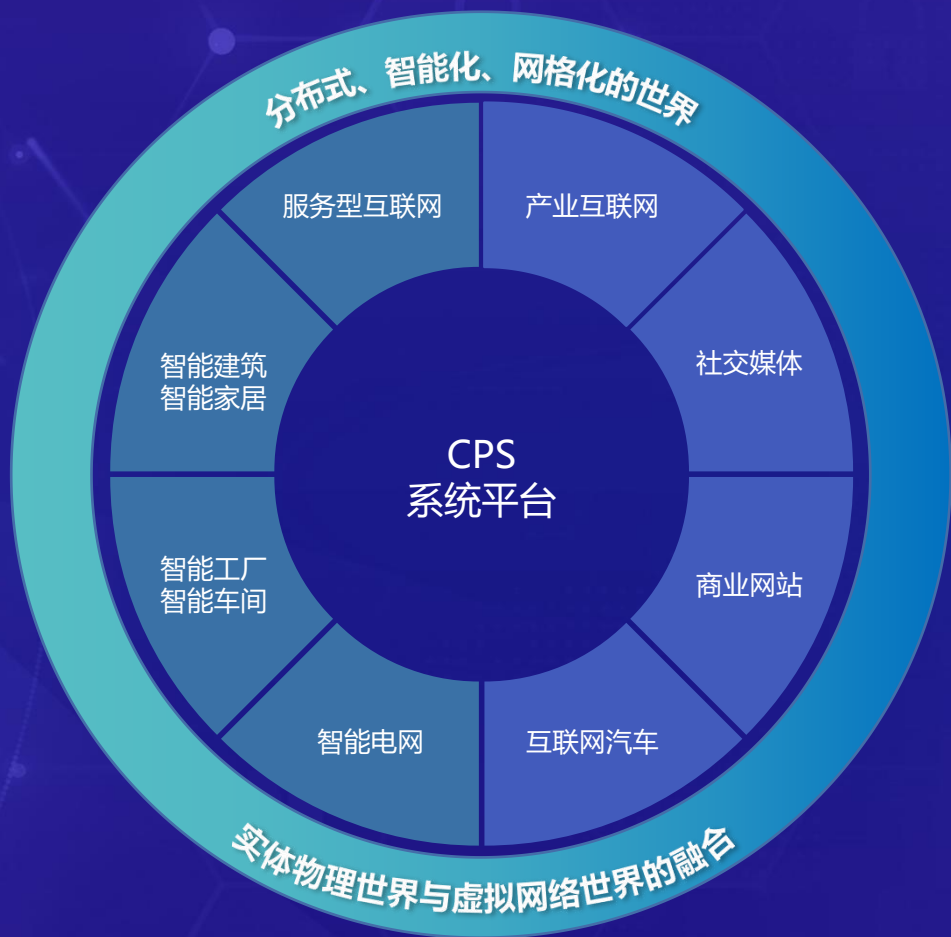 分布式、智能化、网格化的世界
服务型互联网
产业互联网
智能建筑
智能家居
社交媒体
CPS
系统平台
智能工厂
智能车间
商业网站
智能电网
互联网汽车
实体物理世界与虚拟网络世界的融合